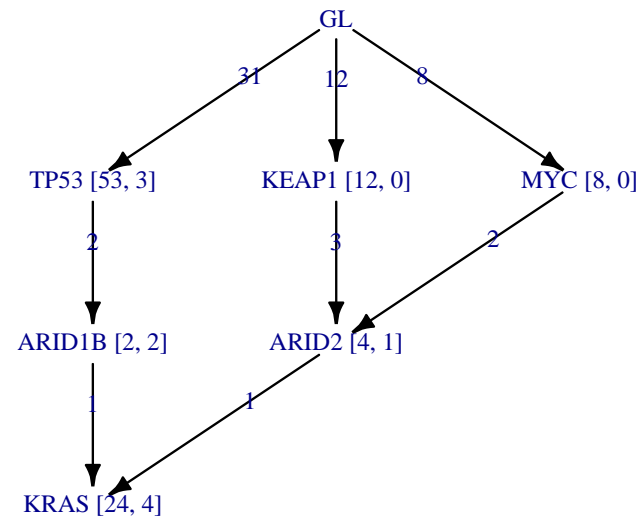 GL
31 12 8
TP53 [53, 3] KEAP1 [12, 0] MYC [8, 0]
2 3 2
ARID1B [2, 2] ARID2 [4, 1]
1 1
KRAS [24, 4]